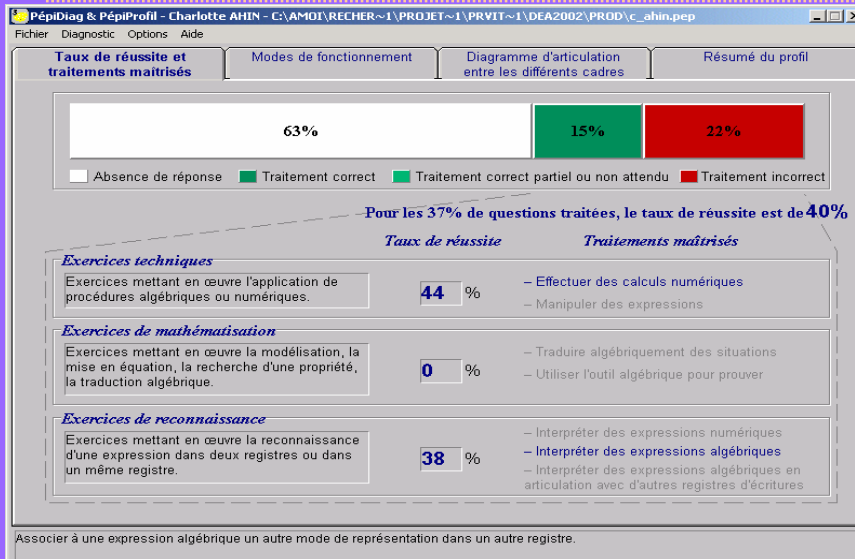 PépiDiag & PépiProfil - Charlotte AHIN - C:\AMOI\RECHER~1\PROJET~1\PRVIT~1\DEA2002\PROD\c_ahin.pep
Fichier Diagnostic Options Aide
Taux de réussite et
traitements maîtrisés
Modes de fonctionnement
Diagramme d'articulation
entre les différents cadres
Résumé du profil
63%
15%
22%
Absence de réponse
Traitement correct
Traitement correct partiel ou non attendu
Traitement incorrect
Pour les 37% de questions traitées, le taux de réussite est de 40%
Taux de réussite
Traitements maîtrisés
Exercices techniques
Exercices mettant en œuvre l'application de
procédures algébriques ou numériques.
44 %
– Effectuer des calculs numériques
– Manipuler des expressions
Exercices de mathématisation
Exercices mettant en œuvre la modélisation, la
mise en équation, la recherche d'une propriété,
la traduction algébrique.
0 %
– Traduire algébriquement des situations
– Utiliser l'outil algébrique pour prouver
Exercices de reconnaissance
Exercices mettant en œuvre la reconnaissance
d'une expression dans deux registres ou dans
un même registre.
38 %
– Interpréter des expressions numériques
– Interpréter des expressions algébriques
– Interpréter des expressions algébriques en
articulation avec d'autres registres d'écritures
Associer à une expression algébrique un autre mode de représentation dans un autre registre.